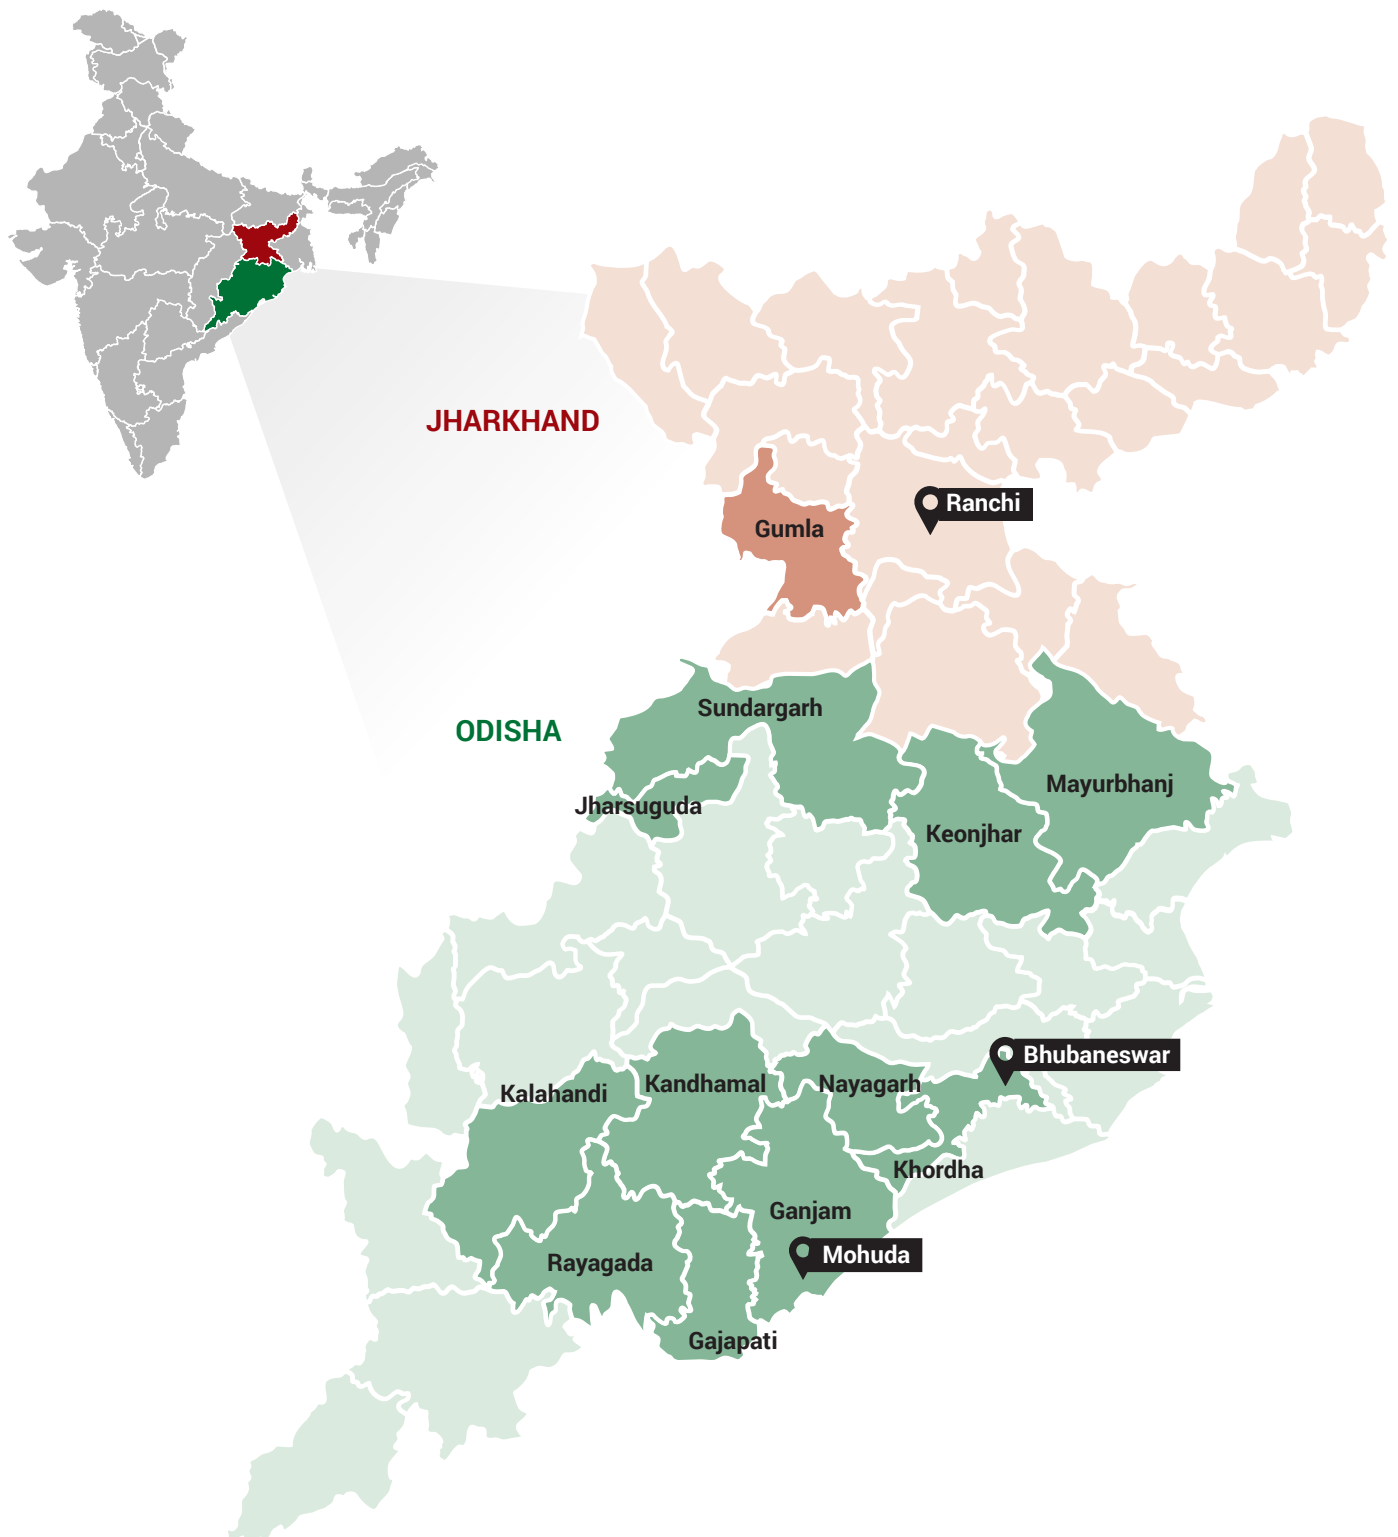 JHARKHAND
Ranchi
Gumla
Sundargarh
ODISHA
Mayurbhanj
Jharsuguda
Keonjhar
Bhubaneswar
Kandhamal
Nayagarh
Kalahandi
Khordha
Ganjam
Mohuda
Rayagada
Gajapati